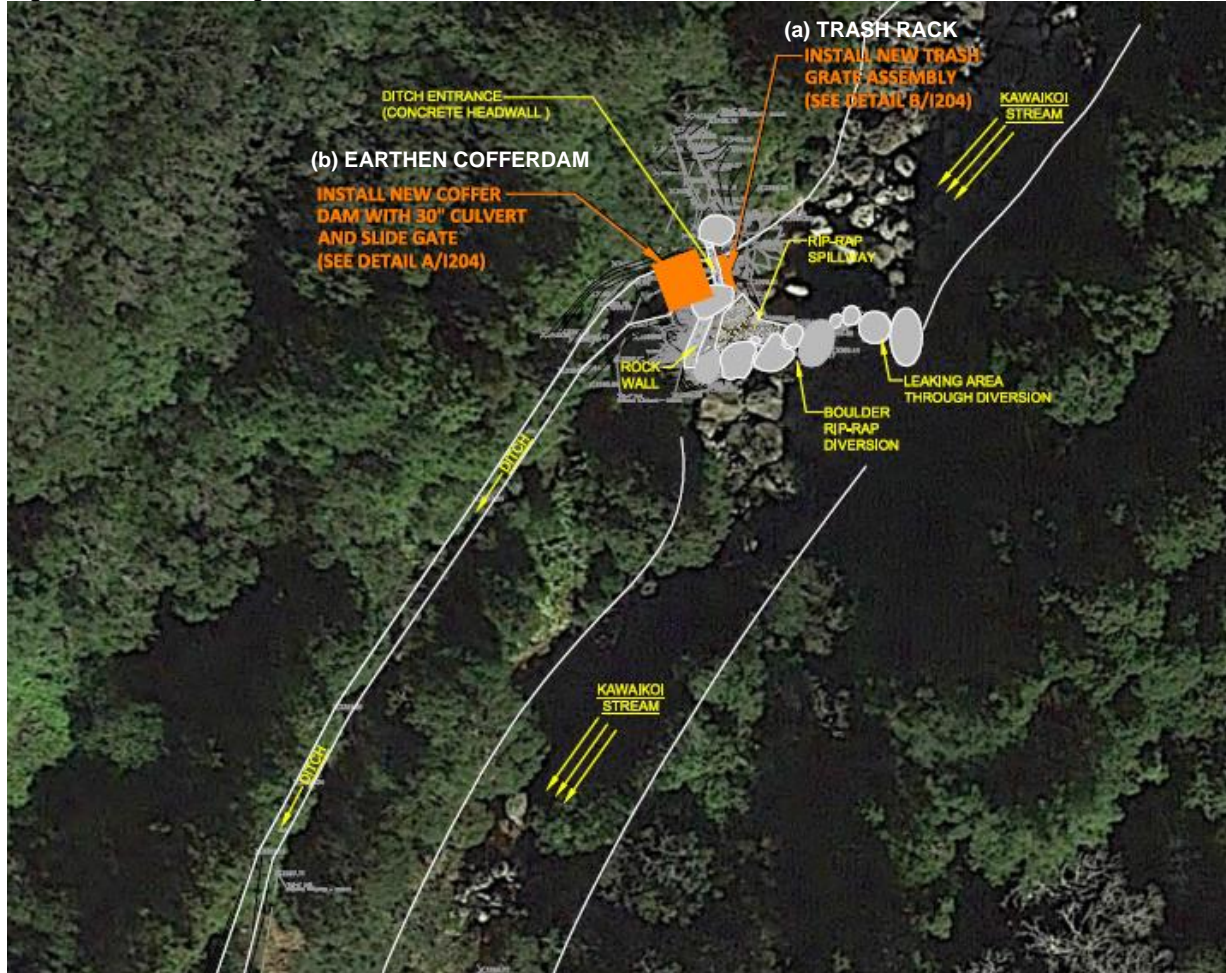 (a) TRASH RACK
INSTALL NEW TRASH
GRATE ASSEMBLY
(SEE DETAIL B/I204)
DITCH ENTRANCE
(CONCRETE HEADWALL )
KAWAIKOI
STREAM
(b) EARTHEN COFFERDAM
INSTALL NEW COFFER
DAM WITH 30" CULVERT
AND SLIDE GATE
(SEE DETAIL A/I204)
RIP-RAP
SPILLWAY
ROCK
WALL
LEAKING AREA
THROUGH DIVERSION
BOULDER
RIP-RAP
DIVERSION
DITCH
KAWAIKOI
STREAM
DITCH